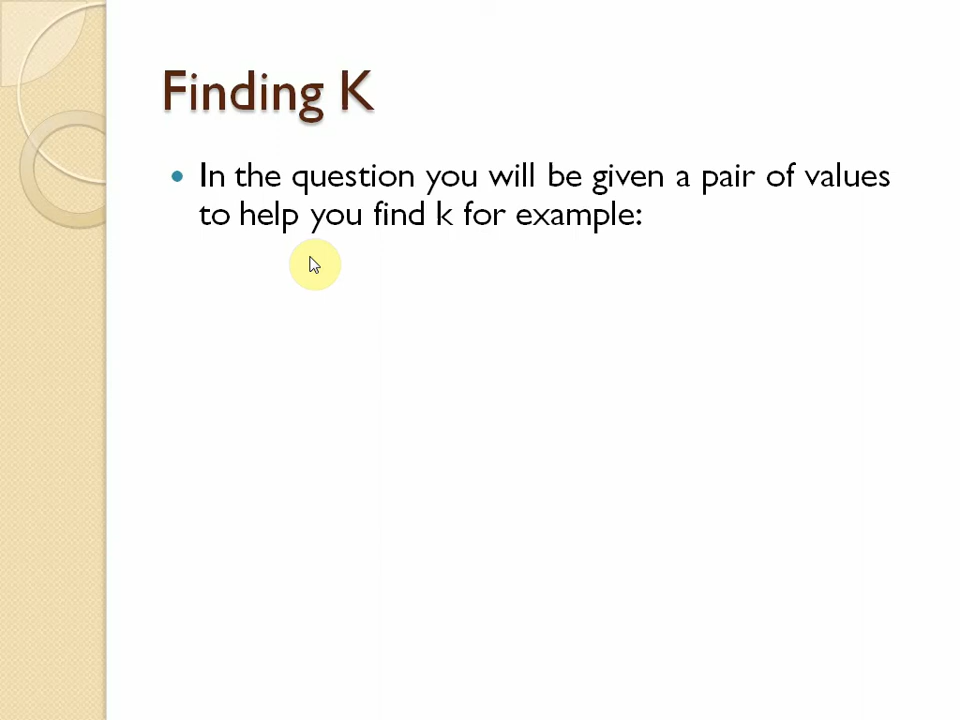 Finding K
In the question you will be given a pair of values
to help you find k for example: